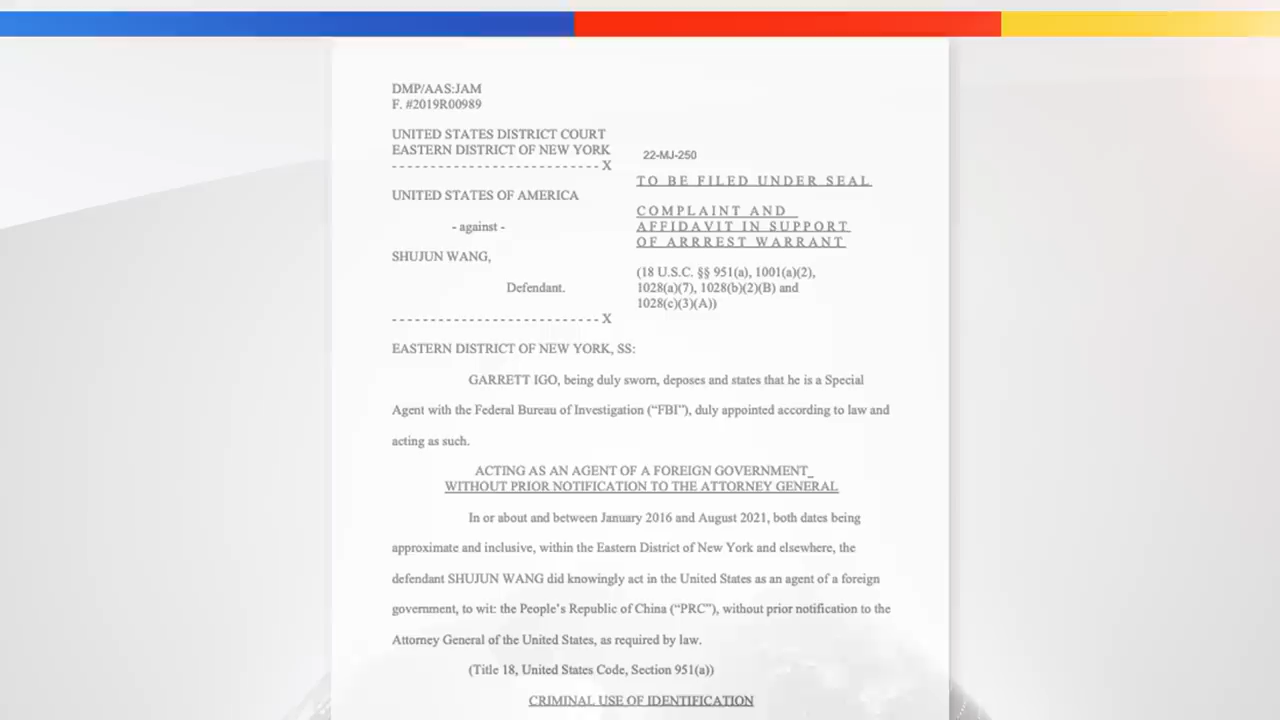 DMP/AAS:JAM
F. #2019R00989
UNITED STATES DISTRICT COURT
EASTERN DISTRICT OF NEW YORK
- - - - - - - - - - - - - - - - - - - - - - - - - - X
UNITED STATES OF AMERICA
- against -
SHUJUN WANG,
Defendant.
- - - - - - - - - - - - - - - - - - - - - - - - - - X
22-MJ-250
TO BE FILED UNDER SEAL
COMPLAINT AND
AFFIDAVIT IN SUPPORT
OF ARRREST WARRANT
(18 U.S.C. §§ 951(a), 1001(a)(2),
1028(a)(7), 1028(b)(2)(B) and
1028(c)(3)(A))
EASTERN DISTRICT OF NEW YORK, SS:
GARRETT IGO, being duly sworn, deposes and states that he is a Special
Agent with the Federal Bureau of Investigation (“FBI”), duly appointed according to law and
acting as such.
ACTING AS AN AGENT OF A FOREIGN GOVERNMENT
WITHOUT PRIOR NOTIFICATION TO THE ATTORNEY GENERAL
In or about and between January 2016 and August 2021, both dates being
approximate and inclusive, within the Eastern District of New York and elsewhere, the
defendant SHUJUN WANG did knowingly act in the United States as an agent of a foreign
government, to wit: the People’s Republic of China (“PRC”), without prior notification to the
Attorney General of the United States, as required by law.
(Title 18, United States Code, Section 951(a))
CRIMINAL USE OF IDENTIFICATION